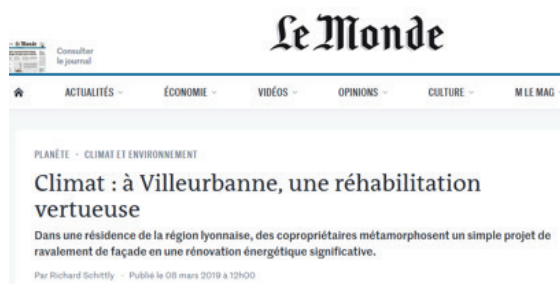 Le Monde
Consulter
le journal
ACTUALITÉS ÉCONOMIE VIDÉOS OPINIONS CULTURE M LE MAG
PLANÈTE · CLIMAT ET ENVIRONNEMENT
Climat : à Villeurbanne, une réhabilitation
vertueuse
Dans une résidence de la région lyonnaise, des copropriétaires métamorphosent un simple projet de
ravalement de façade en une rénovation énergétique significative.
Par Richard Schittly · Publié le 08 mars 2019 à 12h00